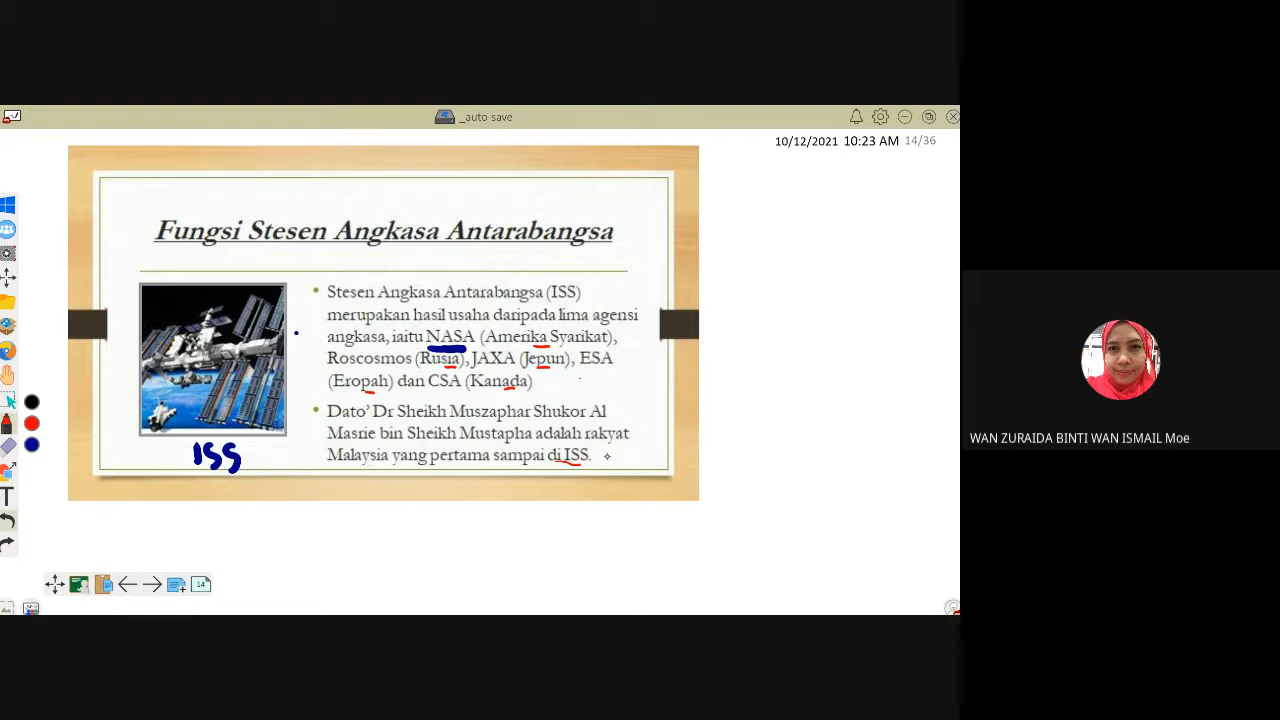 _auto-save
10/12/2021 10:23 AM 14/36
Fungsi Stesen Angkasa Antarabangsa
• Stesen Angkasa Antarabangsa (ISS)
merupakan hasil usaha daripada lima agensi
angkasa, iaitu NASA (Amerika Syarikat),
Roscosmos (Rusia), JAXA (Jepun), ESA
(Eropah) dan CSA (Kanada)
• Dato’ Dr Sheikh Muszaphar Shukor Al
Masrie bin Sheikh Mustapha adalah rakyat
Malaysia yang pertama sampai di ISS.
ISS
WAN ZURAIDA BINTI WAN ISMAIL Moe
T
14